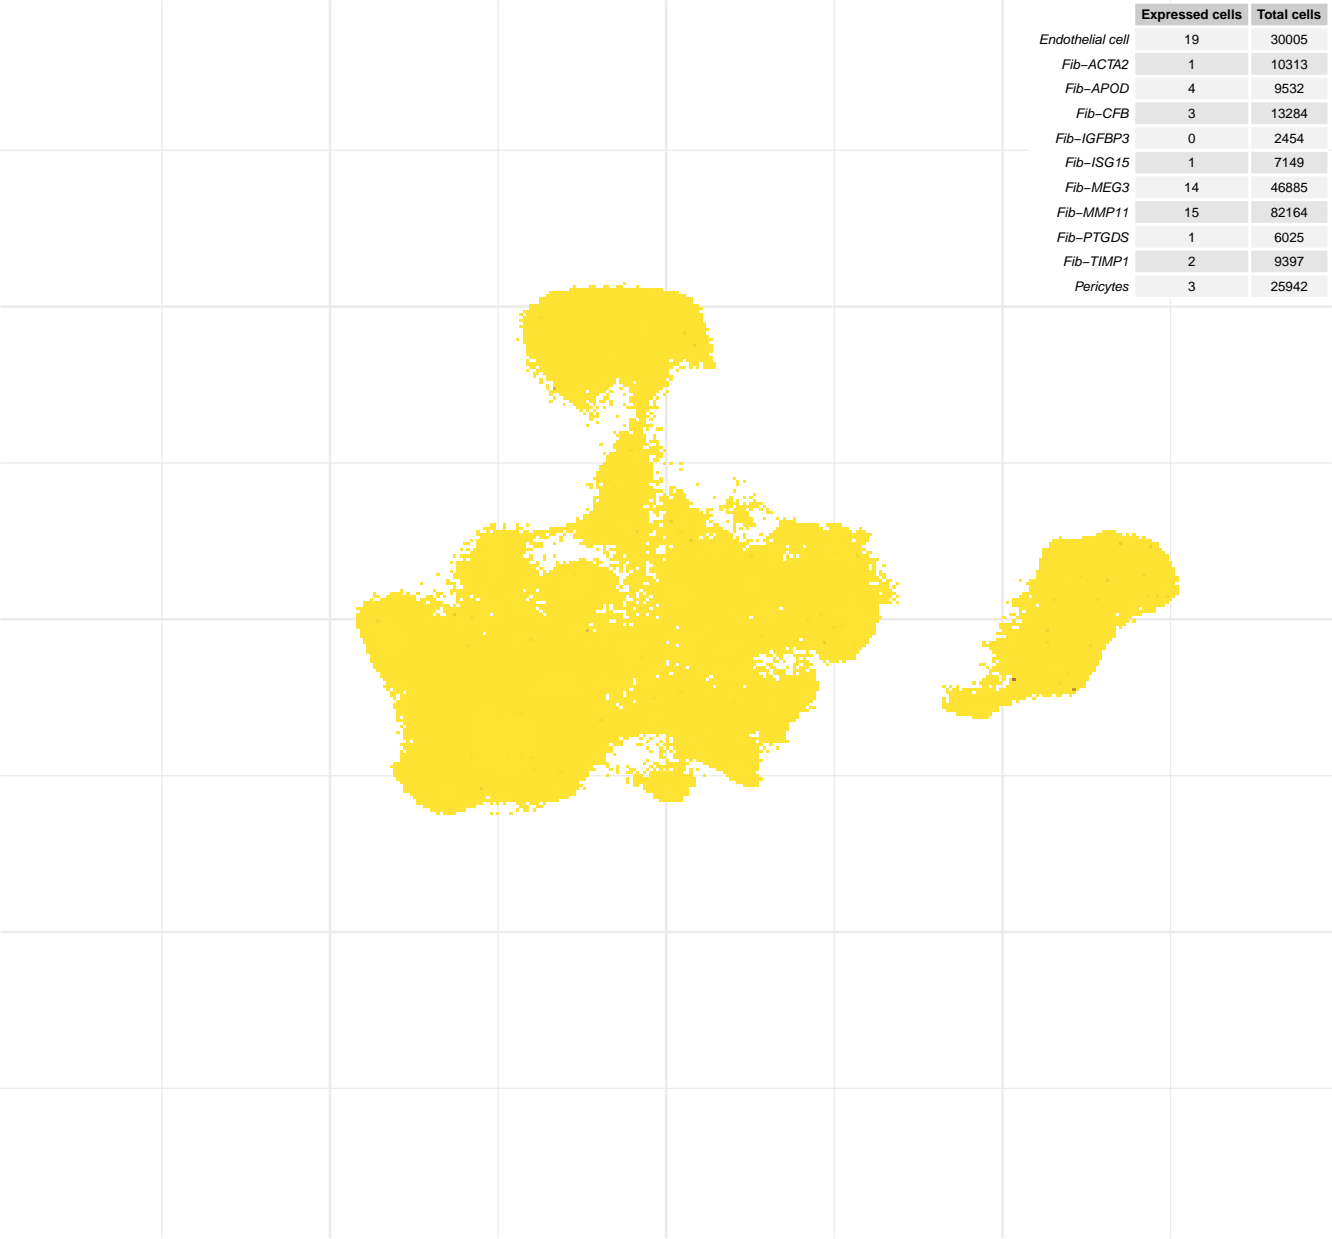 Expressed cells Total cells
Endothelial cell 19 30005
Fib−ACTA2 1 10313
Fib−APOD 4 9532
Fib−CFB 3 13284
Fib−IGFBP3 0 2454
Fib−ISG15 1 7149
Fib−MEG3 14 46885
Fib−MMP11 15 82164
Fib−PTGDS 1 6025
Fib−TIMP1 2 9397
Pericytes 3 25942